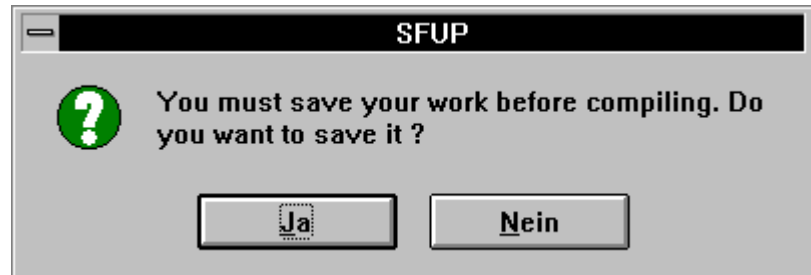 SFUP
You must save your work before compiling. Do
you want to save it ?
Ja
Nein